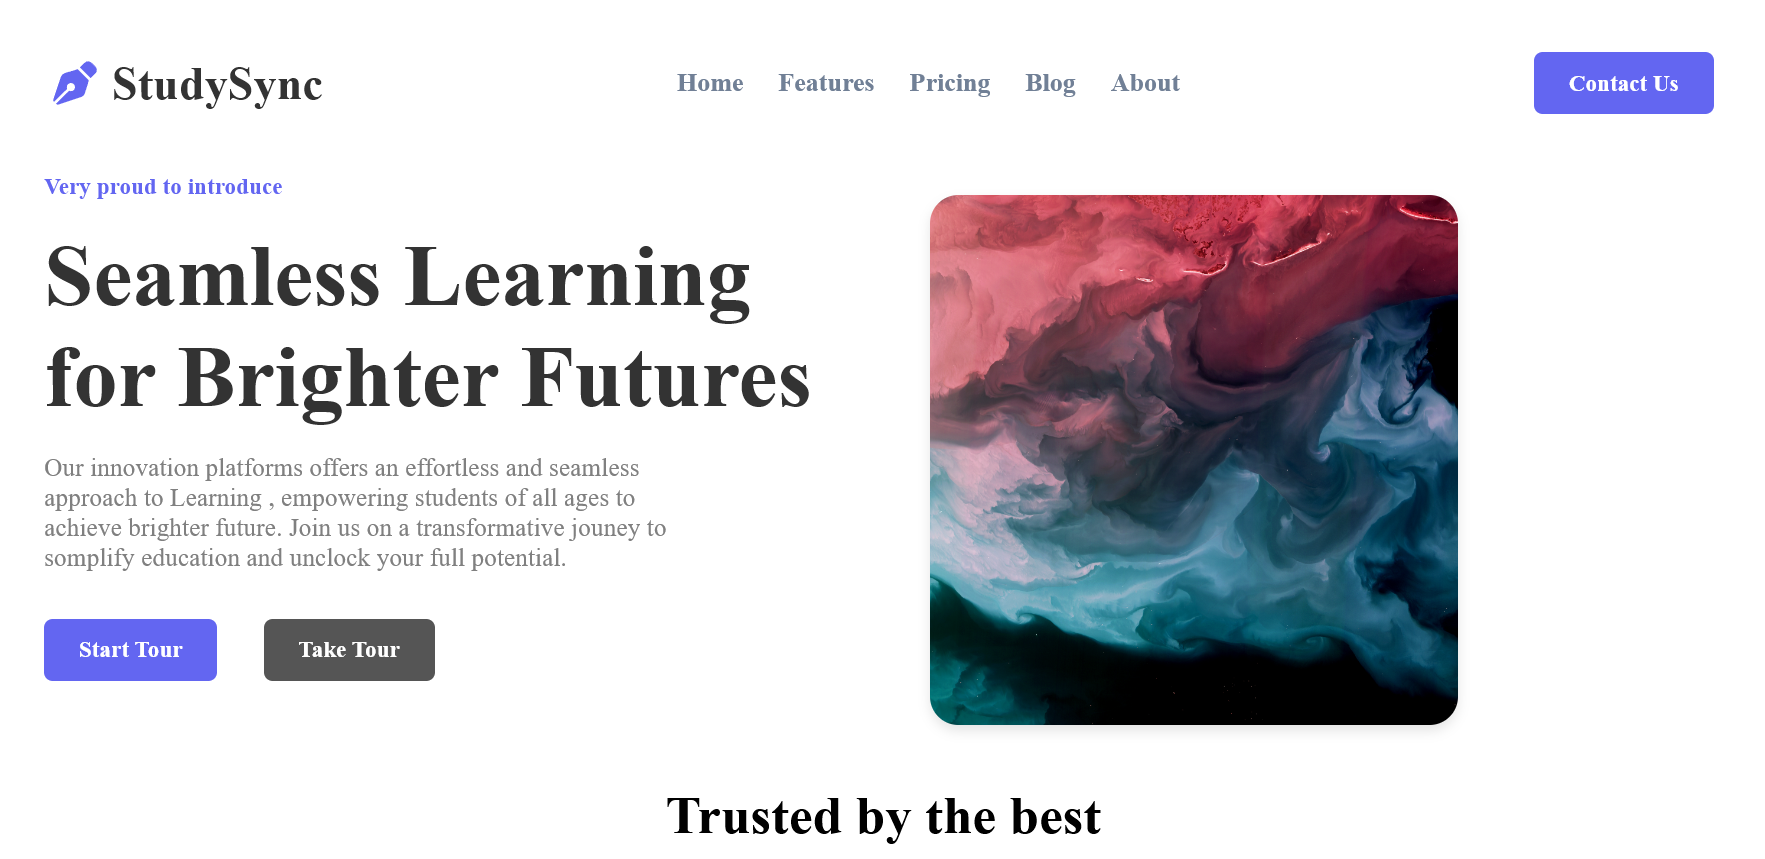 StudySync
Home Features Pricing Blog About
Contact Us
Very proud to introduce
Seamless Learning
for Brighter Futures
Our innovation platforms offers an effortless and seamless
approach to Learning , empowering students of all ages to
achieve brighter future. Join us on a transformative jouney to
somplify education and unclock your full potential.
Start Tour
Take Tour
Trusted by the best